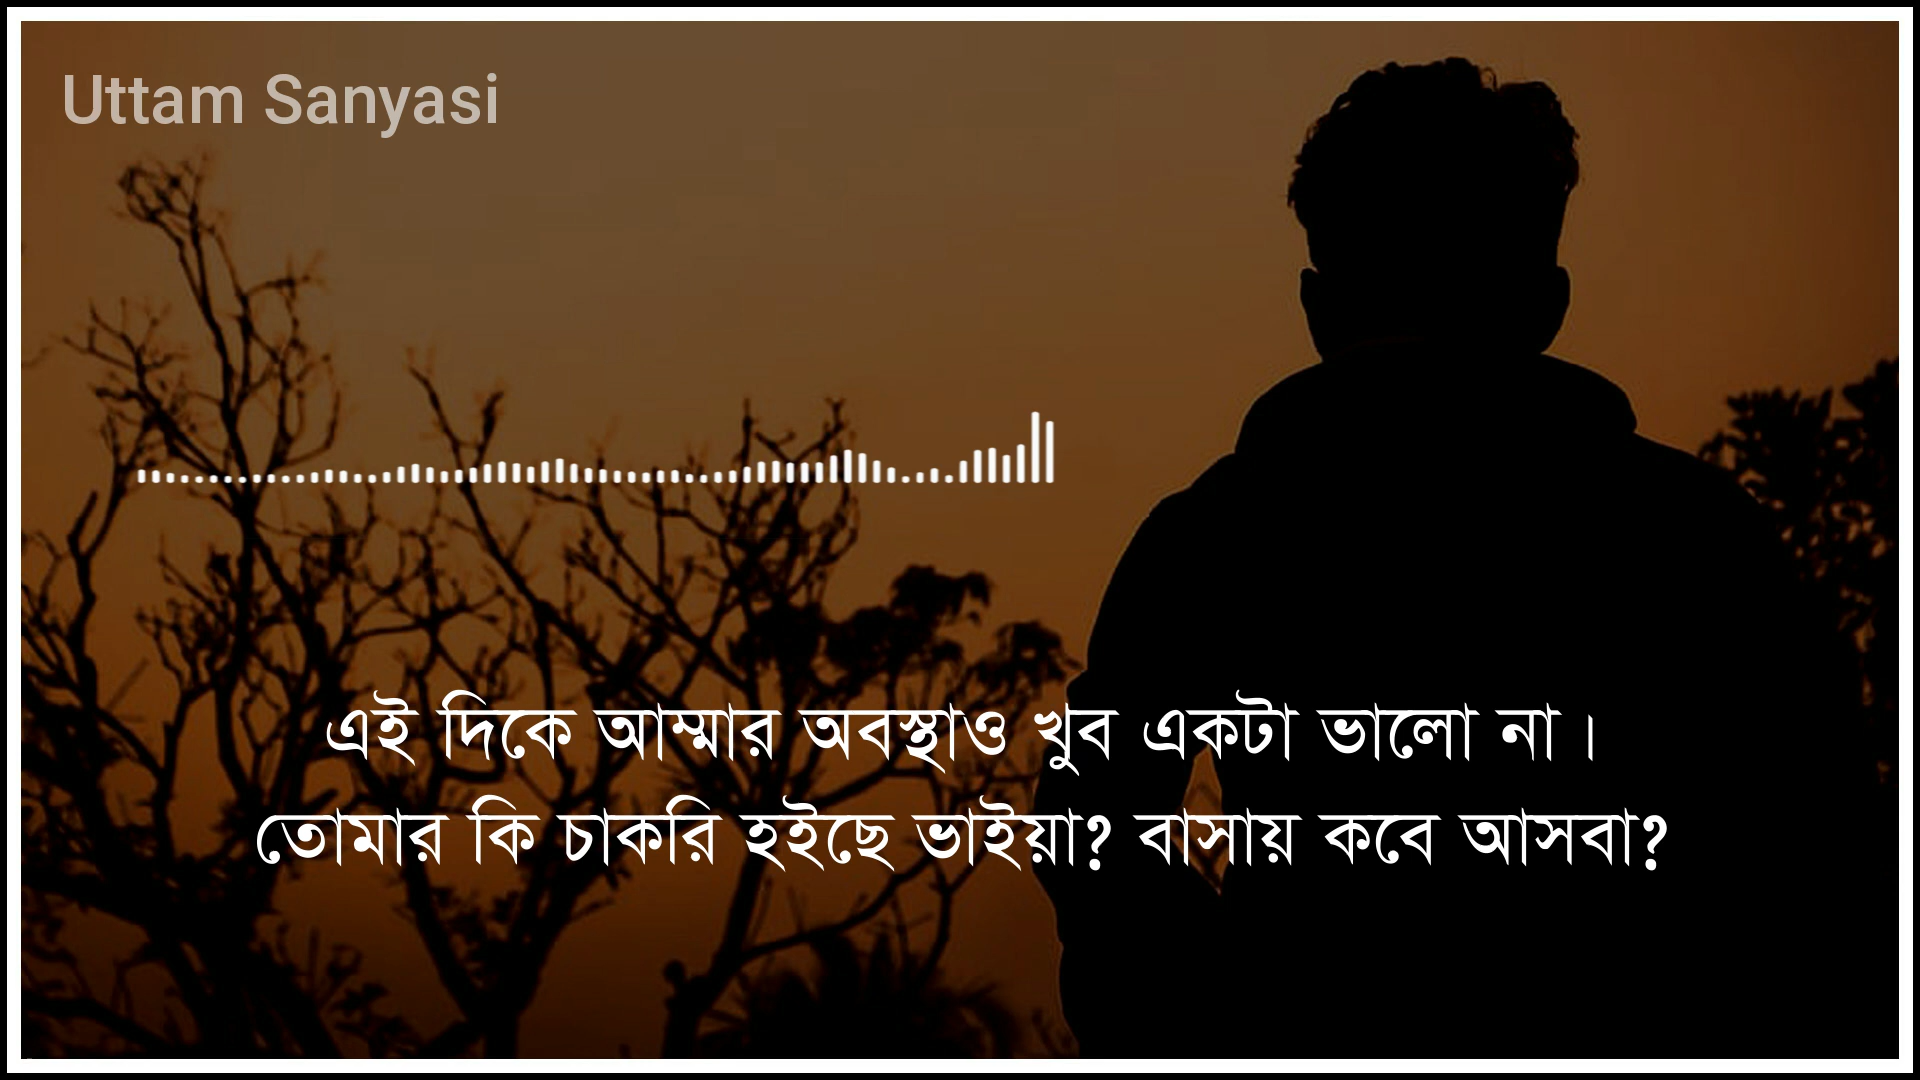 Uttam Sanyasi
এই দিকে আম্মার অবস্থাও খুব একটা ভালো না।
তোমার কি চাকরি হইছে ভাইয়া? বাসায় কবে আসবা?